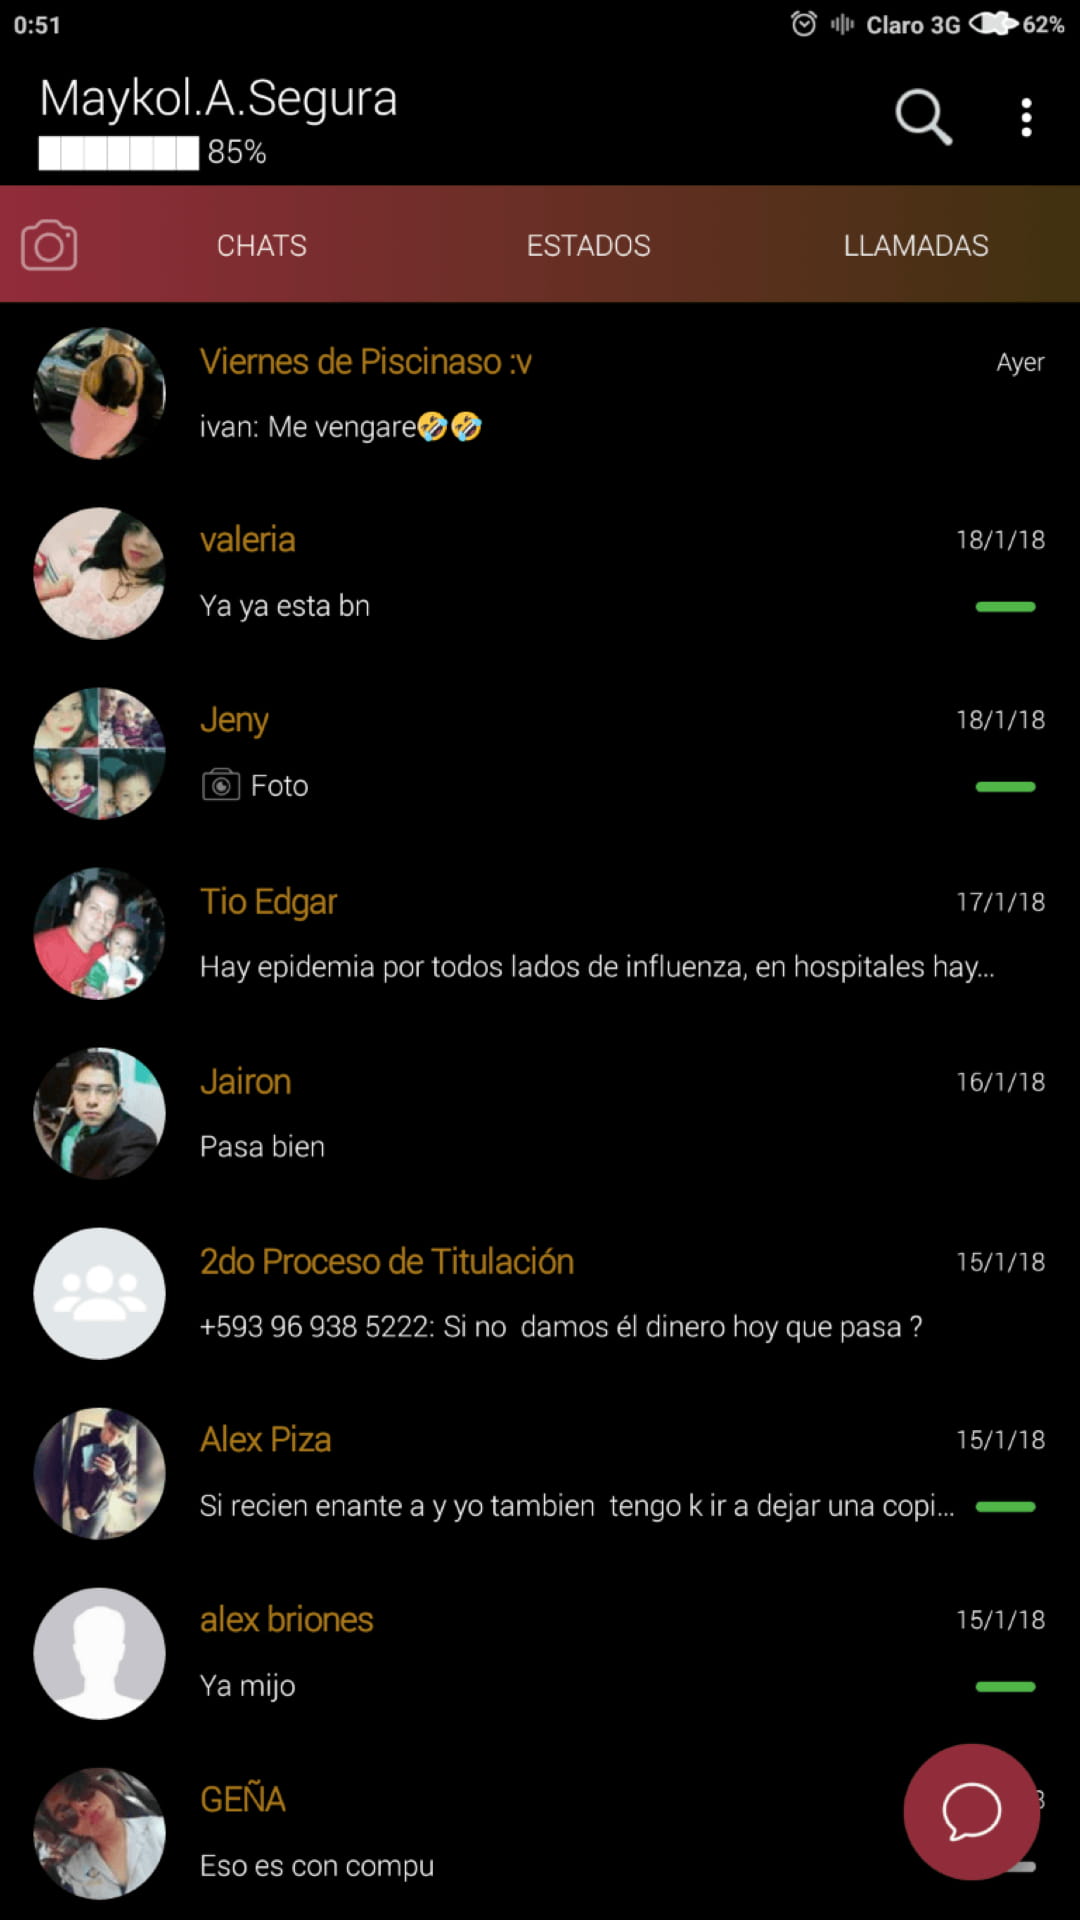 0:51 Claro 3G 62%
Maykol.A.Segura
85%
CHATS ESTADOS LLAMADAS
Viernes de Piscinaso :v Ayer
ivan: Me vengare🤣🤣
valeria 18/1/18
Ya ya esta bn
Jeny 18/1/18
Foto
Tio Edgar 17/1/18
Hay epidemia por todos lados de influenza, en hospitales hay...
Jairon 16/1/18
Pasa bien
2do Proceso de Titulación 15/1/18
+593 96 938 5222: Si no  damos él dinero hoy que pasa ?
Alex Piza 15/1/18
Si recien enante a y yo tambien  tengo k ir a dejar una copi...
alex briones 15/1/18
Ya mijo
GEÑA
Eso es con compu